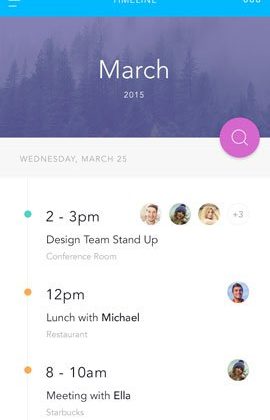 TIMELINE
March
2015
WEDNESDAY, MARCH 25
2 - 3pm
+3
Design Team Stand Up
Conference Room
12pm
Lunch with Michael
Restaurant
8 - 10am
Meeting with Ella
Starbucks